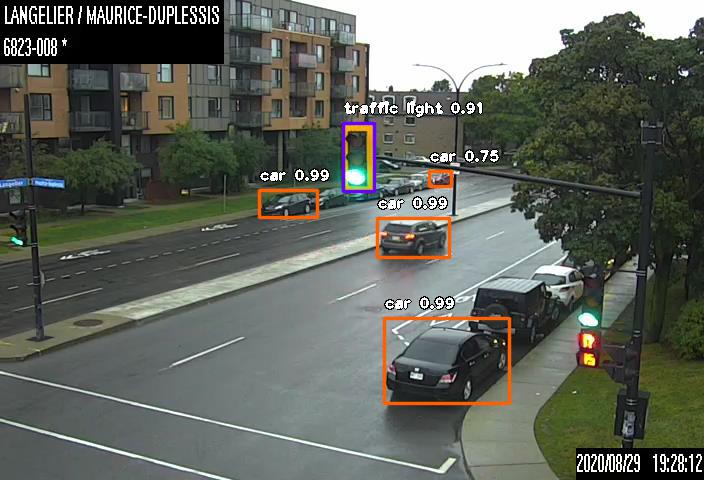 LANGELIER / MAURICE-DUPLESSIS
6823-008 *
traffic light 0.91
car 0.75
car 0.99
car 0.99
Langelier
car 0.99
2020/08/29 19:28:12